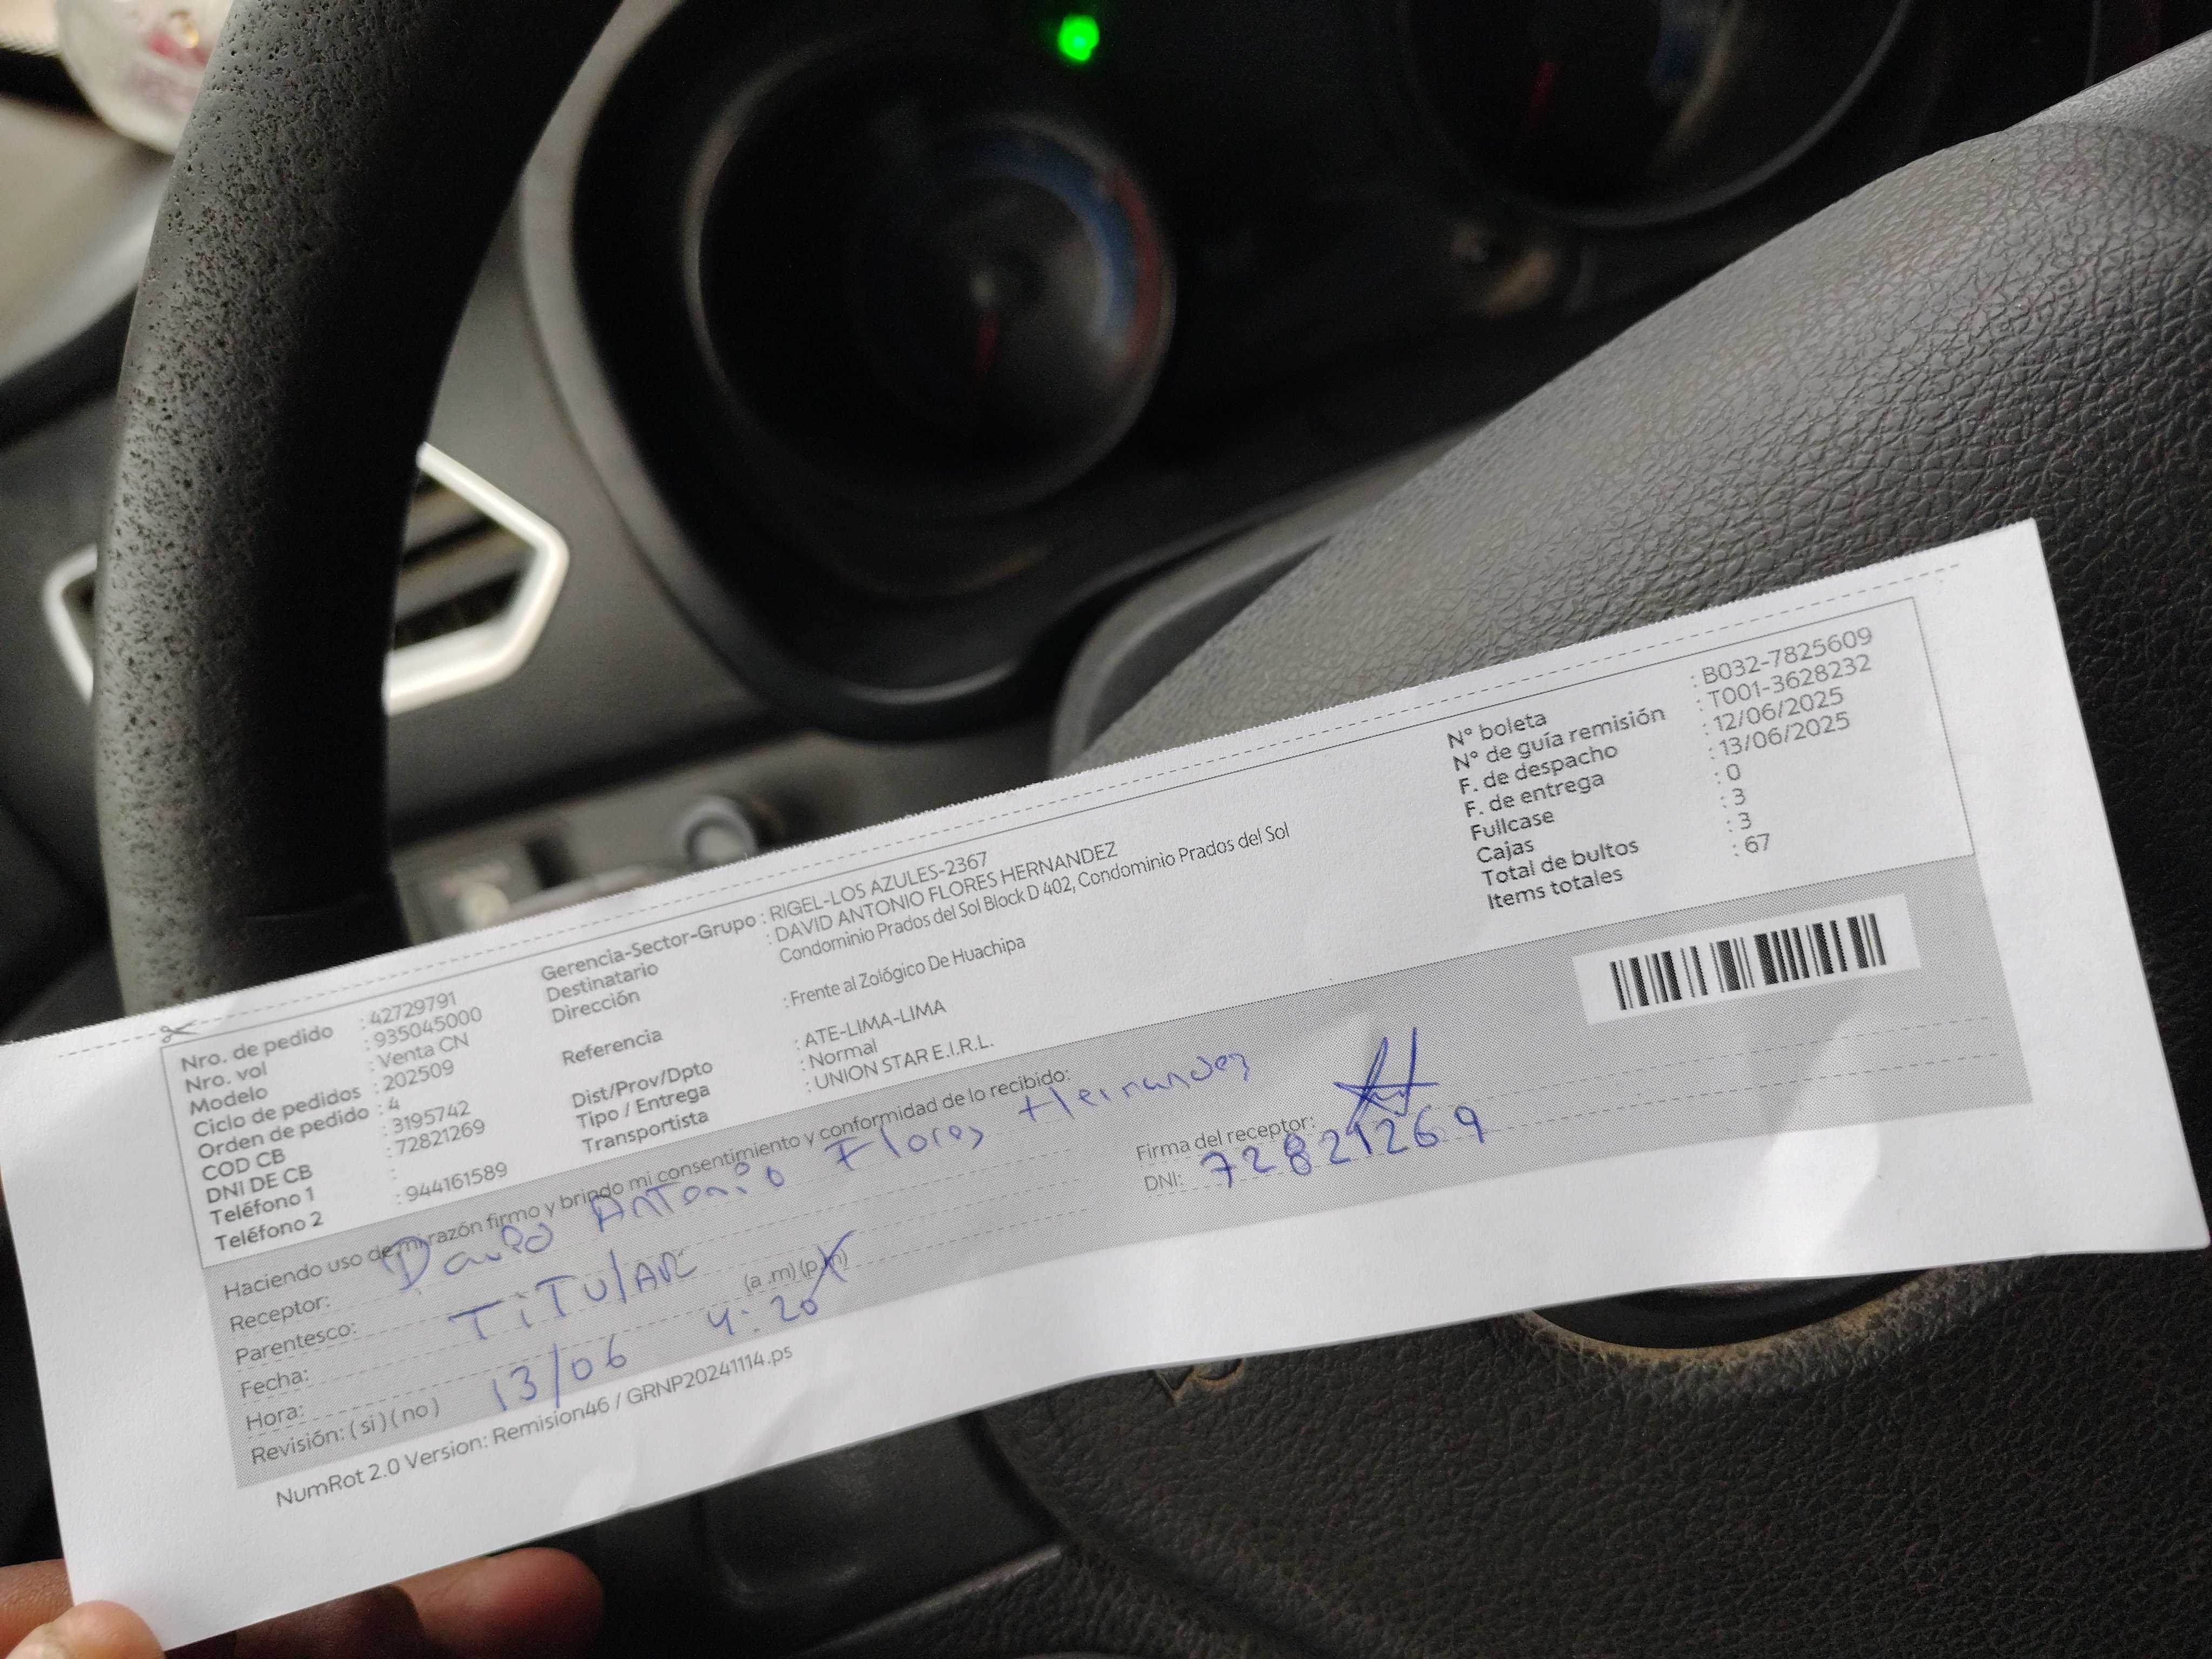 Nro. de pedido : 42729791
Nro. vol : 935045000
Modelo : Venta CN
Ciclo de pedidos : 202509
Orden de pedido : 4
COD CB : 3195742
DNI DE CB : 72821269
Teléfono 1 :
Teléfono 2 : 944161589
Gerencia-Sector-Grupo : RIGEL-LOS AZULES-2367
Destinatario : DAVID ANTONIO FLORES HERNANDEZ
Dirección : Condominio Prados del Sol Block D 402, Condominio Prados del Sol
Referencia : Frente al Zológico De Huachipa
Dist/Prov/Dpto : ATE-LIMA-LIMA
Tipo / Entrega : Normal
Transportista : UNION STAR E.I.R.L.
N° boleta : B032-7825609
N° de guía remisión : T001-3628232
F. de despacho : 12/06/2025
F. de entrega : 13/06/2025
Fullcase : 0
Cajas : 3
Total de bultos : 3
Items totales : 67
Haciendo uso de mi razón firmo y brindo mi consentimiento y conformidad de lo recibido:
Receptor: David Antonio Flores Hernandez
Parentesco: TiTUlAR
Fecha: 13/06
Hora: 4:20 (a .m) (p.m)
Revisión: ( si ) ( no )
Firma del receptor:
DNI: 72821269
NumRot 2.0 Version: Remision46 / GRNP20241114.ps